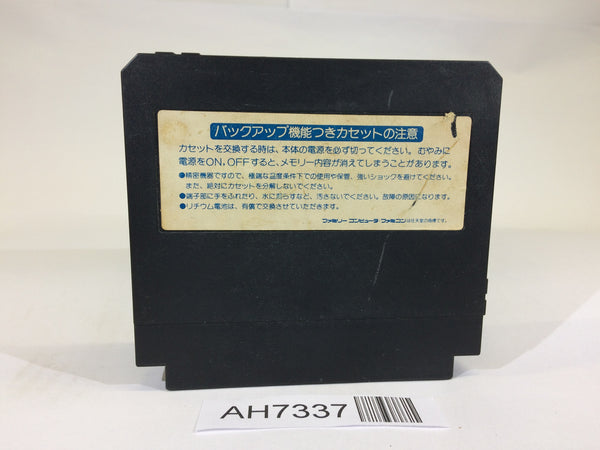 バックアップ機能つきカセットの注意
カセットを交換する時は、本体の電源を必ず切ってください。むやみに
電源をON、OFFすると、メモリー内容が消えてしまうことがあります。
●精密機器ですので、極端な温度条件下での使用や保管、強いショックを避けてください。
また、絶対にカセットを分解しないでください。
●端子部に手をふれたり、水にぬらすなど、汚さないでください。故障の原因になります。
●リチウム電池は、有償で交換させていただきます。
ファミリーコンピュータ・ファミコンは任天堂の商標です。
AH7337